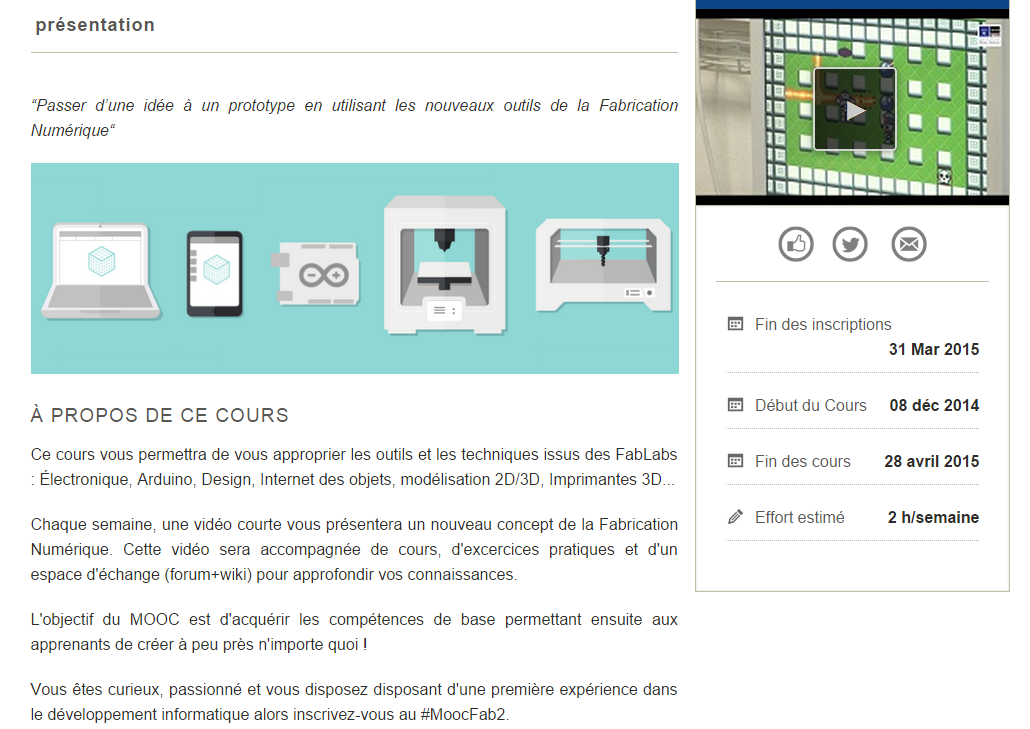 présentation
“Passer d’une idée à un prototype en utilisant les nouveaux outils de la Fabrication
Numérique“
À PROPOS DE CE COURS
Ce cours vous permettra de vous approprier les outils et les techniques issus des FabLabs
: Électronique, Arduino, Design, Internet des objets, modélisation 2D/3D, Imprimantes 3D...
Chaque semaine, une vidéo courte vous présentera un nouveau concept de la Fabrication
Numérique. Cette vidéo sera accompagnée de cours, d'excercices pratiques et d'un
espace d'échange (forum+wiki) pour approfondir vos connaissances.
L'objectif du MOOC est d'acquérir les compétences de base permettant ensuite aux
apprenants de créer à peu près n'importe quoi !
Vous êtes curieux, passionné et vous disposez disposant d'une première expérience dans
le développement informatique alors inscrivez-vous au #MoocFab2.
Fin des inscriptions
31 Mar 2015
Début du Cours 08 déc 2014
Fin des cours 28 avril 2015
Effort estimé 2 h/semaine